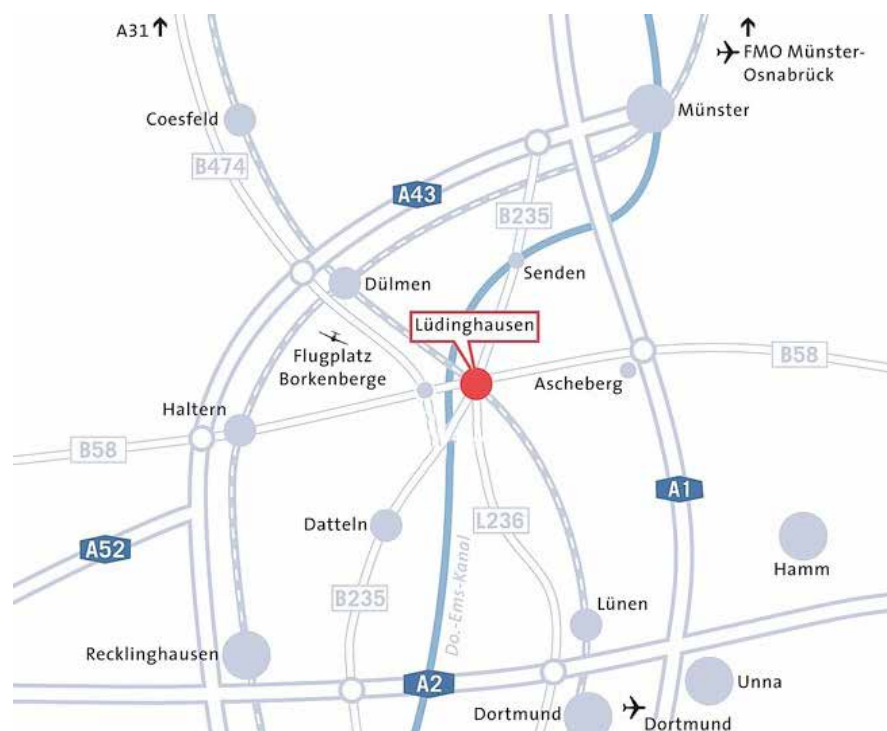 A31
FMO Münster-
Osnabrück
Coesfeld
Münster
B474
A43
B235
Senden
Dülmen
Lüdinghausen
Flugplatz
Borkenberge
B58
Ascheberg
Haltern
B58
A1
Datteln
L236
A52
Hamm
B235
Do.-Ems-Kanal
Lünen
Recklinghausen
A2
Unna
Dortmund
Dortmund